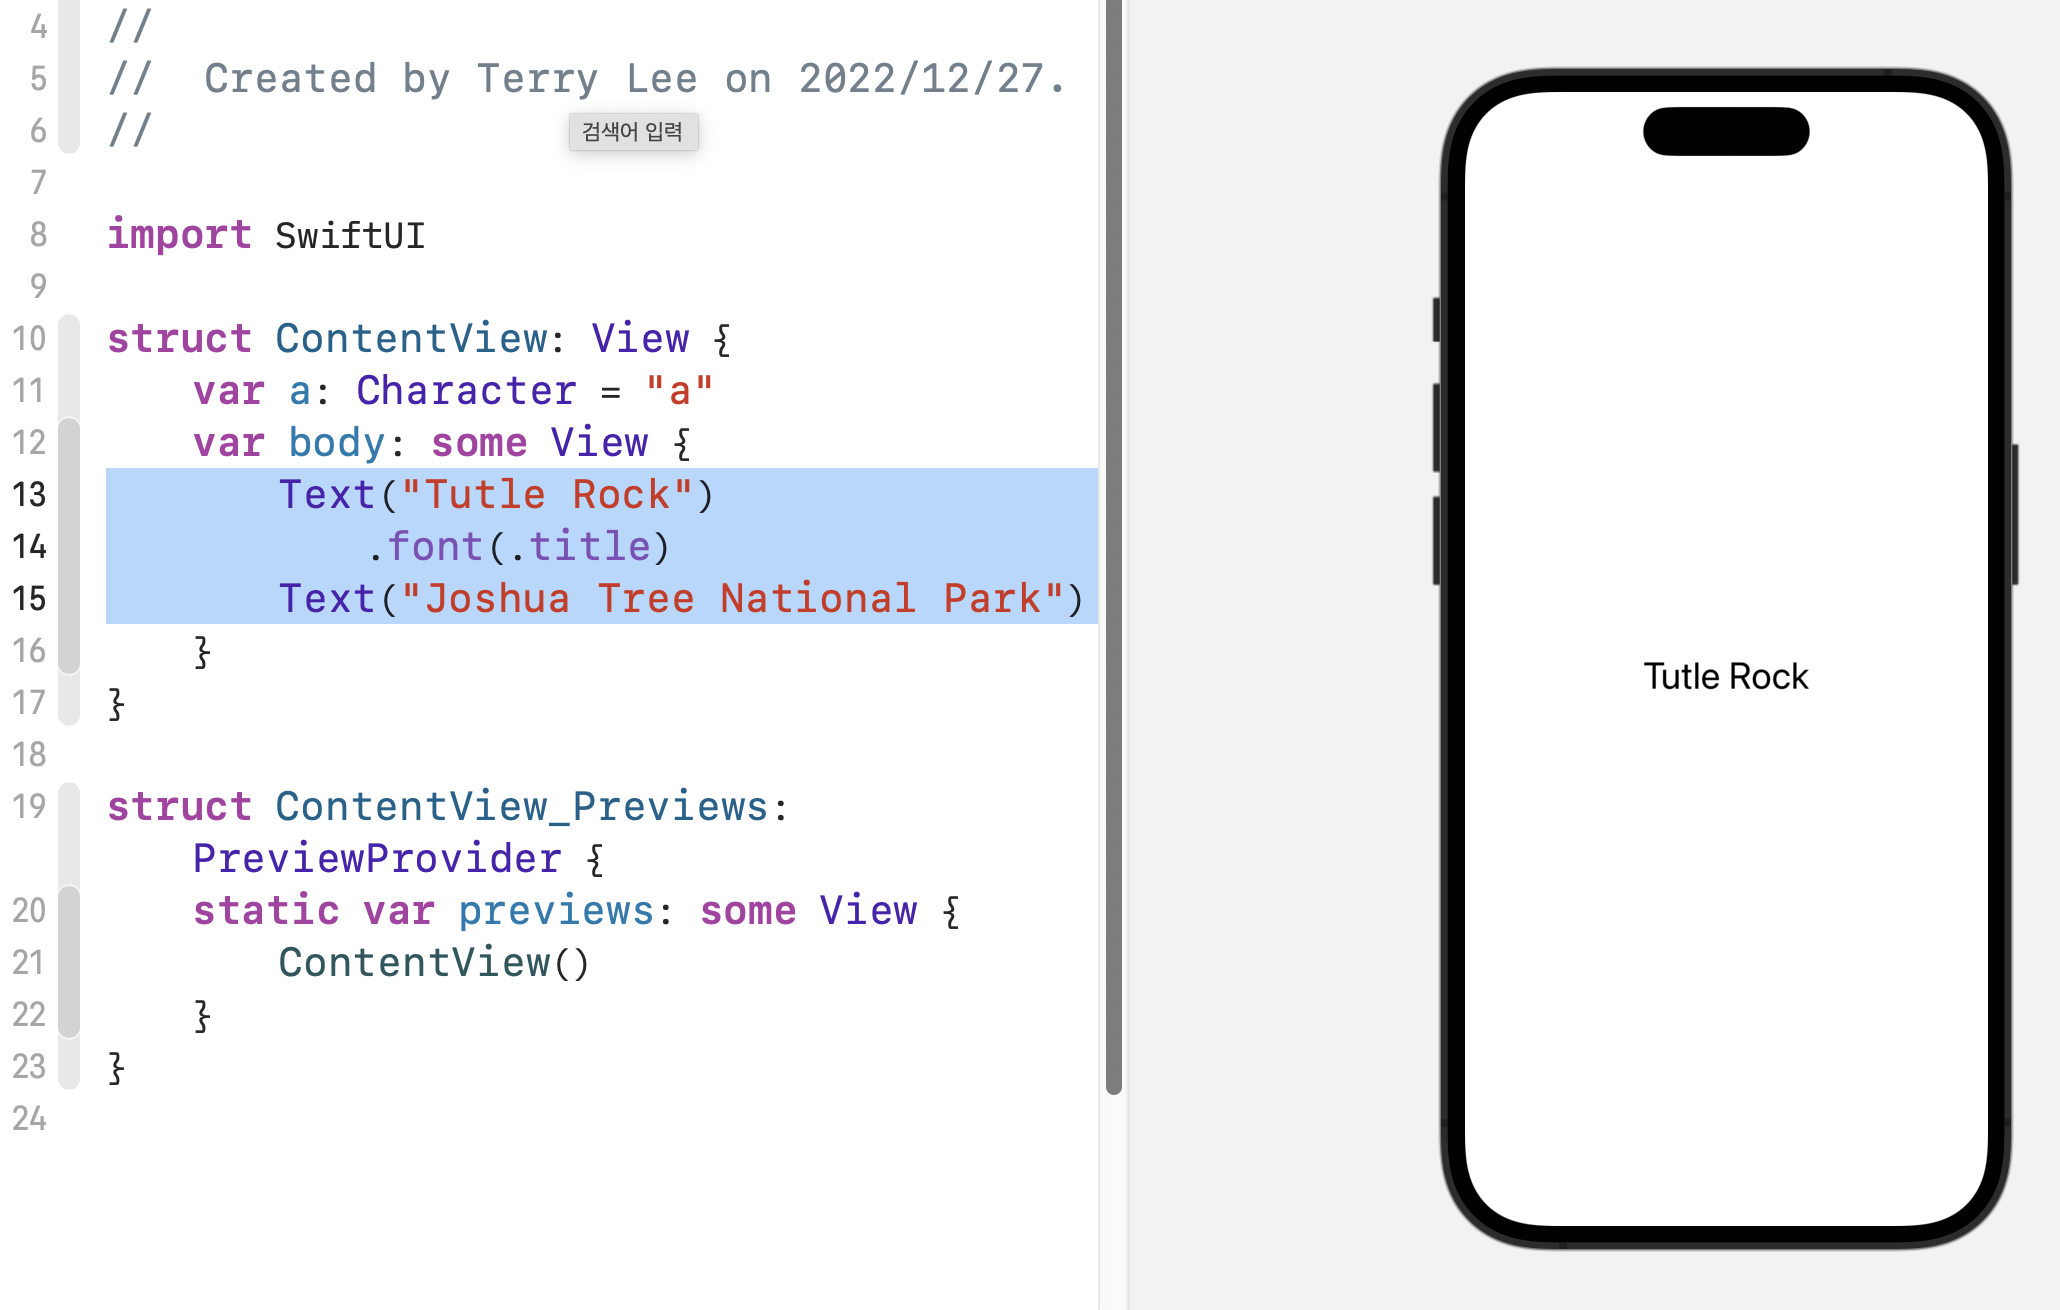 4 //
5 //  Created by Terry Lee on 2022/12/27.
6 //
검색어 입력
7
8 import SwiftUI
9
10 struct ContentView: View {
11     var a: Character = "a"
12     var body: some View {
13         Text("Tutle Rock")
14             .font(.title)
15         Text("Joshua Tree National Park")
16     }
17 }
18
19 struct ContentView_Previews:
PreviewProvider {
20     static var previews: some View {
21         ContentView()
22     }
23 }
24
Tutle Rock